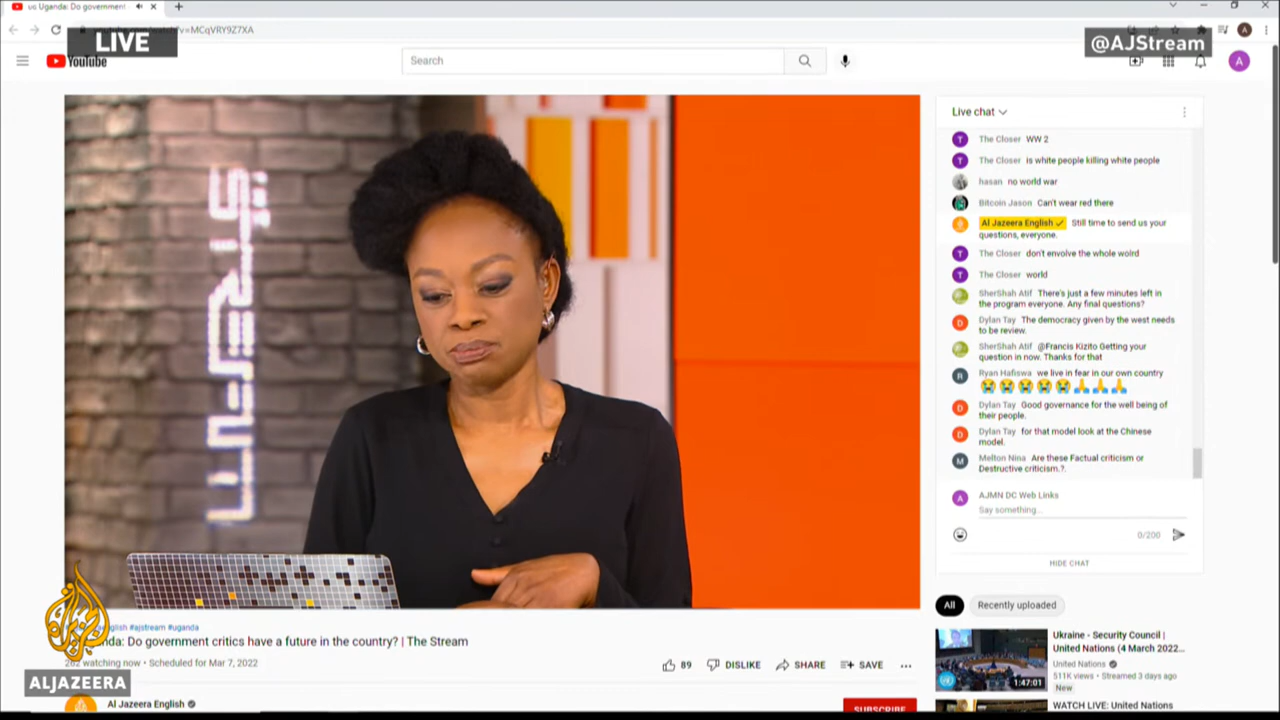 UG Uganda: Do government
v=MCqVRY9Z7XA
LIVE
@AJStream
YouTube
Search
A
A
Live chat
The Closer WW 2
The Closer is white people killing white people
hasan no world war
Bitcoin Jason Can't wear red there
Al Jazeera English Still time to send us your
questions, everyone.
The Closer don't envolve the whole woird
The Closer world
SherShah Atif There's just a few minutes left in
the program everyone. Any final questions?
Dylan Tay The democracy given by the west needs
to be review.
SherShah Atif @Francis Kizito Getting your
question in now. Thanks for that
Ryan Hafiswa we live in fear in our own country
😭😭😭😭😭🙏🙏🙏
Dylan Tay Good governance for the well being of
their people.
Dylan Tay for that model look at the Chinese
model.
Melton Nina Are these Factual criticism or
Destructive criticism.?.
AJMN DC Web Links
Say something...
0/200
HIDE CHAT
#ajstream #uganda
nda: Do government critics have a future in the country? | The Stream
watching now • Scheduled for Mar 7, 2022
89
DISLIKE
SHARE
SAVE
ALJAZEERA
Al Jazeera English
SUBSCRIBE
All
Recently uploaded
Ukraine - Security Council |
United Nations (4 March 2022...
United Nations
511K views • Streamed 3 days ago
New
1:47:01
WATCH LIVE: United Nations